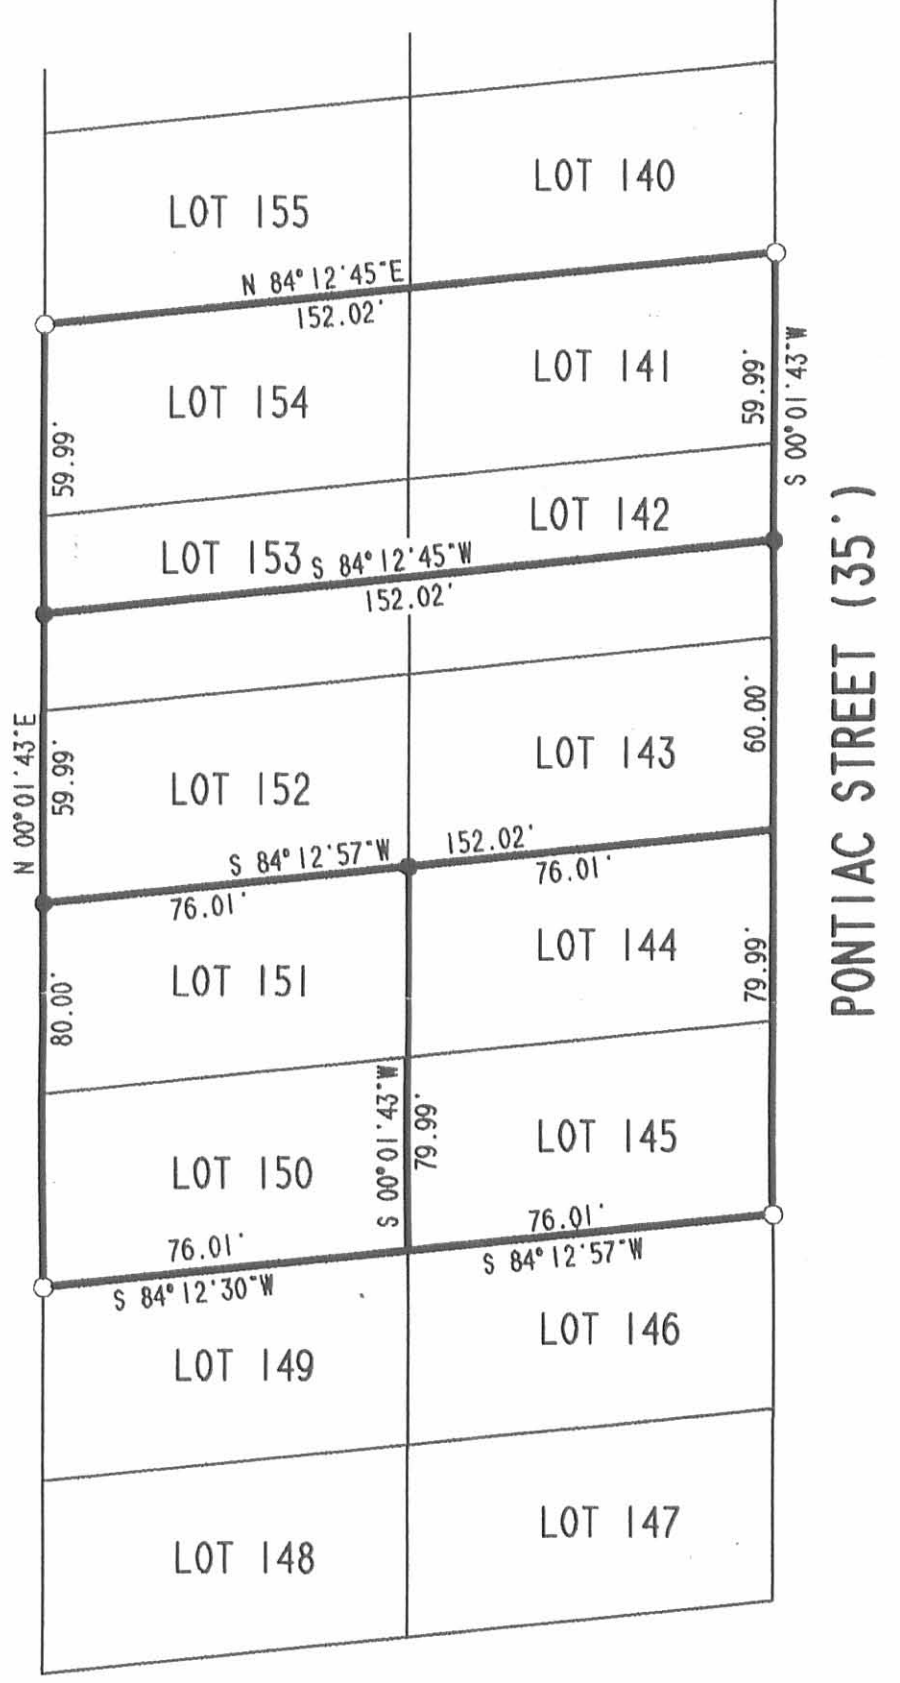 LOT 155
LOT 140
N 84°12'45"E
152.02'
LOT 154
LOT 141
59.99'
59.99'
S 00°01'43"W
LOT 153
LOT 142
S 84°12'45"W
152.02'
PONTIAC STREET (35')
N 00°01'43"E
59.99'
LOT 152
LOT 143
60.00'
S 84°12'57"W
152.02'
76.01'
76.01'
LOT 151
LOT 144
80.00'
79.99'
S 00°01'43"W
79.99'
LOT 150
LOT 145
76.01'
76.01'
S 84°12'30"W
S 84°12'57"W
LOT 149
LOT 146
LOT 148
LOT 147